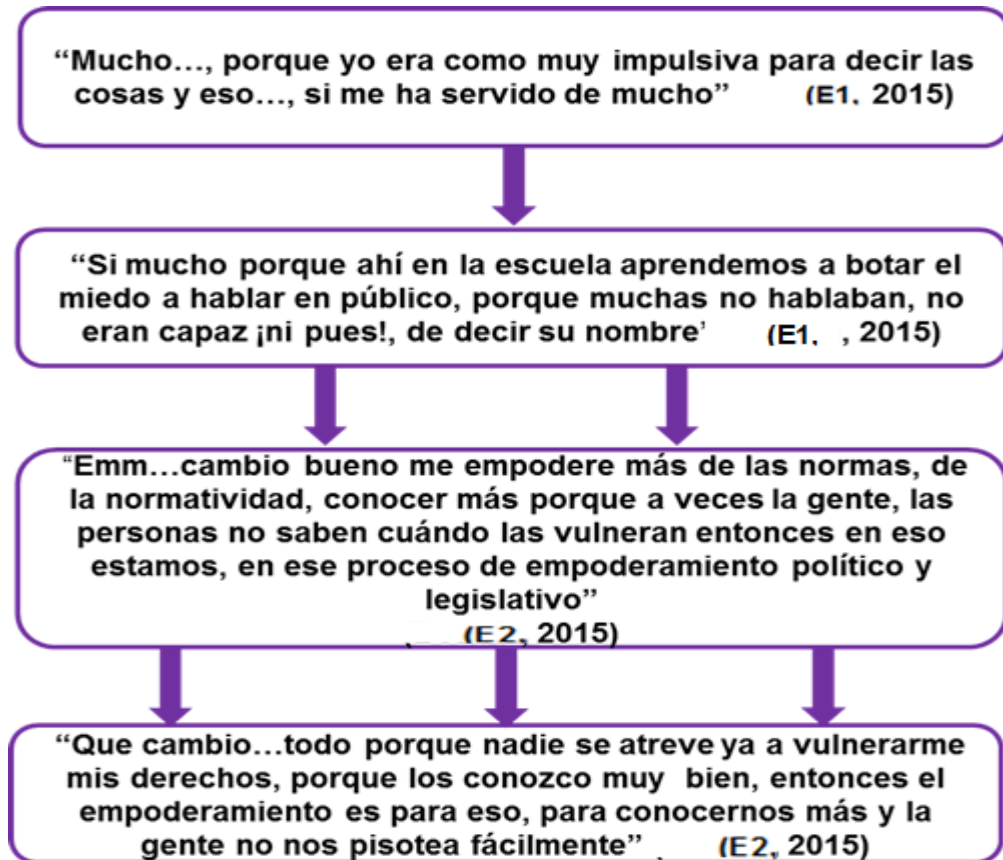 “Mucho…, porque yo era como muy impulsiva para decir las
cosas y eso…, si me ha servido de mucho” (E1, 2015)
“Si mucho porque ahí en la escuela aprendemos a botar el
miedo a hablar en público, porque muchas no hablaban, no
eran capaz ¡ni pues!, de decir su nombre’ (E1, , 2015)
“Emm…cambio bueno me empodere más de las normas, de
la normatividad, conocer más porque a veces la gente, las
personas no saben cuándo las vulneran entonces en eso
estamos, en ese proceso de empoderamiento político y
legislativo”
(E2, 2015)
“Que cambio…todo porque nadie se atreve ya a vulnerarme
mis derechos, porque los conozco muy bien, entonces el
empoderamiento es para eso, para conocernos más y la
gente no nos pisotea fácilmente” (E2, 2015)